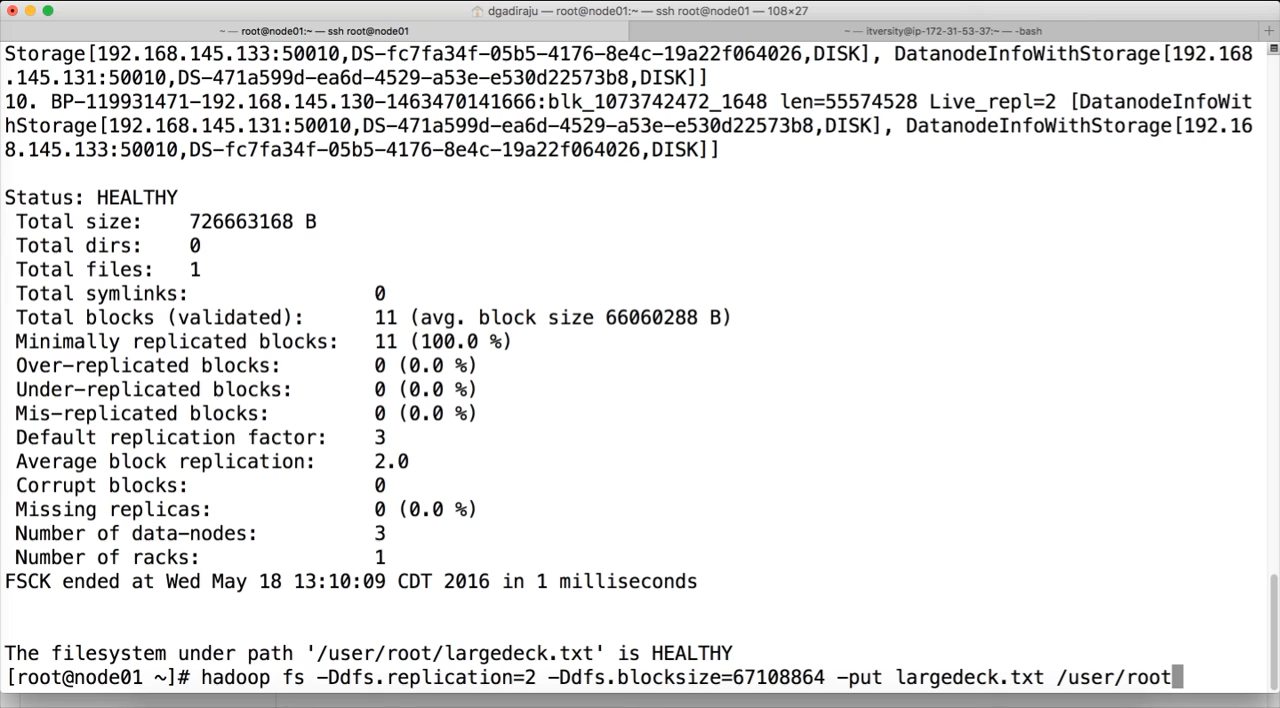 dgadiraju — root@node01:~ — ssh root@node01 — 108×27
~ — root@node01:~ — ssh root@node01
~ — itversity@ip-172-31-53-37:~ — -bash
Storage[192.168.145.133:50010,DS-fc7fa34f-05b5-4176-8e4c-19a22f064026,DISK], DatanodeInfoWithStorage[192.168
.145.131:50010,DS-471a599d-ea6d-4529-a53e-e530d22573b8,DISK]]
10. BP-119931471-192.168.145.130-1463470141666:blk_1073742472_1648 len=55574528 Live_repl=2 [DatanodeInfoWit
hStorage[192.168.145.131:50010,DS-471a599d-ea6d-4529-a53e-e530d22573b8,DISK], DatanodeInfoWithStorage[192.16
8.145.133:50010,DS-fc7fa34f-05b5-4176-8e4c-19a22f064026,DISK]]
Status: HEALTHY
Total size: 726663168 B
Total dirs: 0
Total files: 1
Total symlinks: 0
Total blocks (validated): 11 (avg. block size 66060288 B)
Minimally replicated blocks: 11 (100.0 %)
Over-replicated blocks: 0 (0.0 %)
Under-replicated blocks: 0 (0.0 %)
Mis-replicated blocks: 0 (0.0 %)
Default replication factor: 3
Average block replication: 2.0
Corrupt blocks: 0
Missing replicas: 0 (0.0 %)
Number of data-nodes: 3
Number of racks: 1
FSCK ended at Wed May 18 13:10:09 CDT 2016 in 1 milliseconds
The filesystem under path '/user/root/largedeck.txt' is HEALTHY
[root@node01 ~]# hadoop fs -Ddfs.replication=2 -Ddfs.blocksize=67108864 -put largedeck.txt /user/root